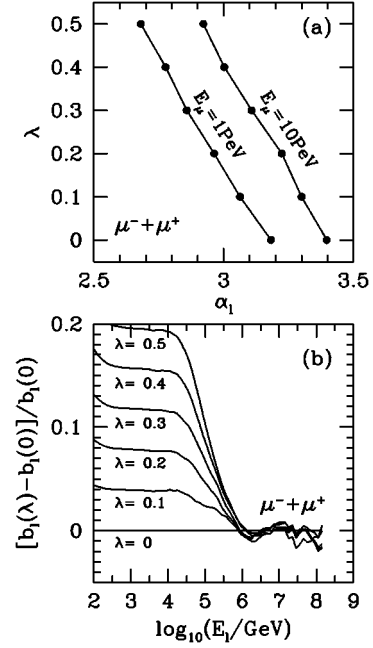 (a)
0.5
0.4
0.3
0.2
0.1
0
λ
E_μ=1PeV
E_μ=10PeV
μ⁻+μ⁺
2.5 3 3.5
α_l
(b)
0.2
0.1
0
[b_l(λ)−b_l(0)]/b_l(0)
λ= 0.5
λ= 0.4
λ= 0.3
λ= 0.2
λ= 0.1
λ= 0
μ⁻+μ⁺
2 3 4 5 6 7 8 9
log₁₀(E_l/GeV)